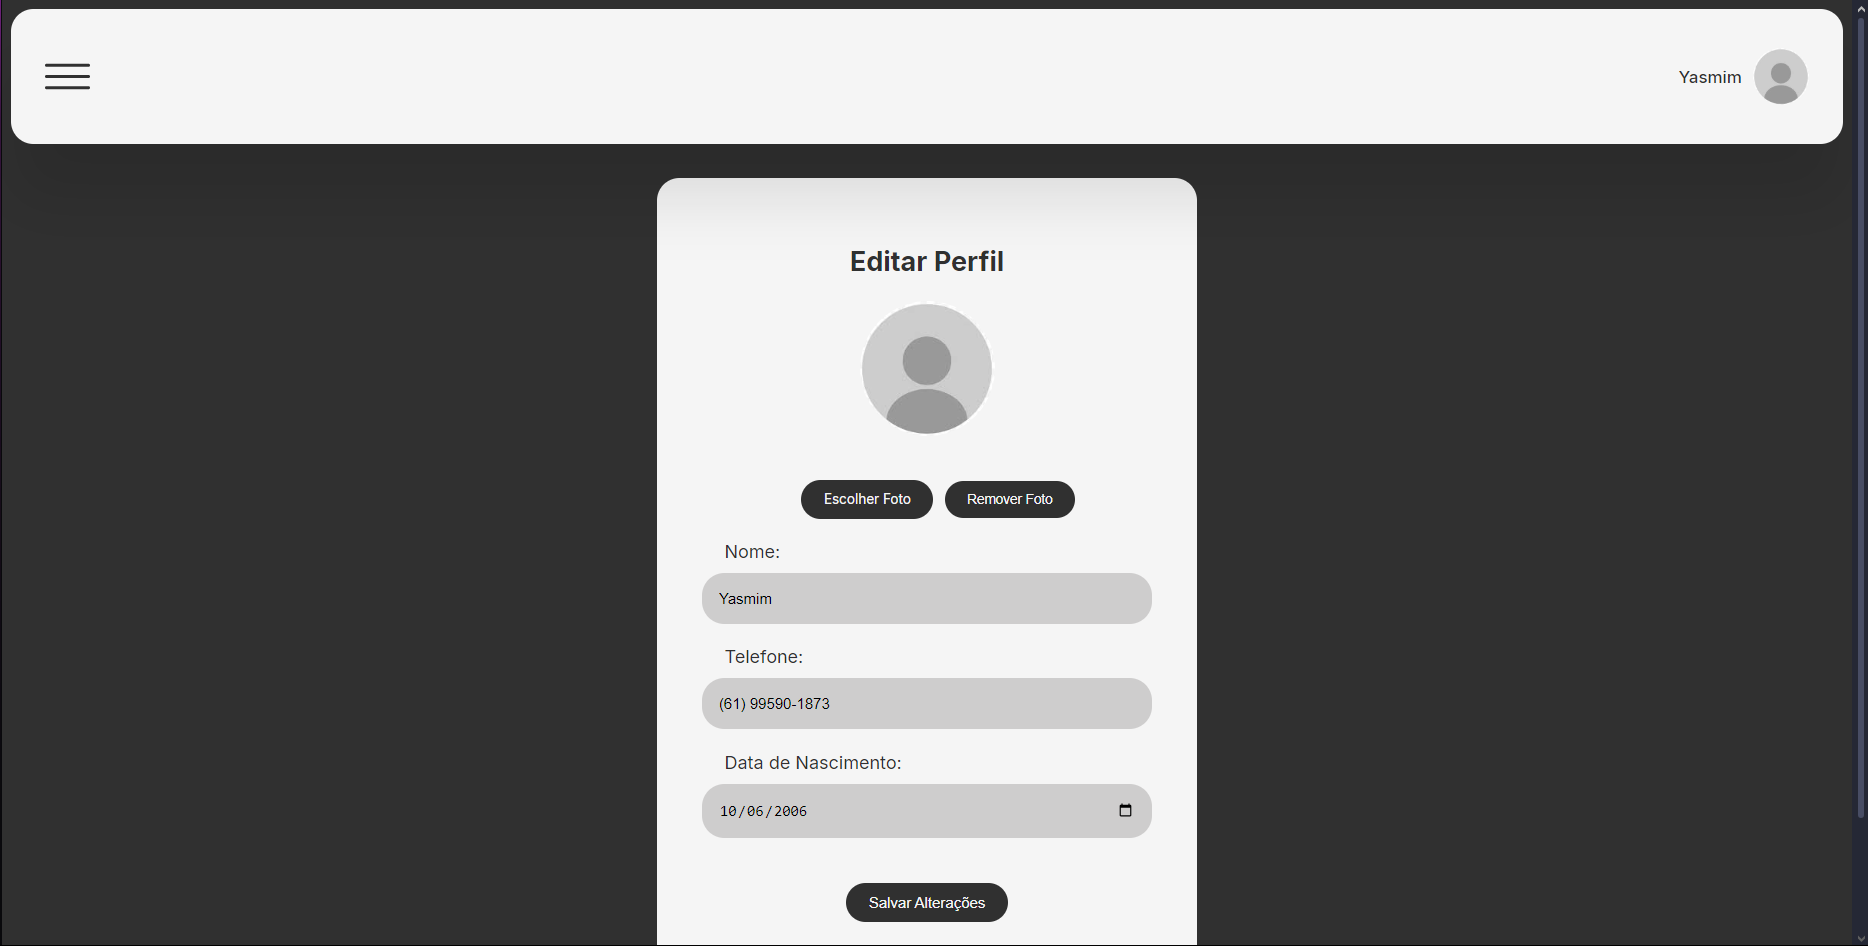 Yasmim
Editar Perfil
Escolher Foto Remover Foto
Nome:
Yasmim
Telefone:
(61) 99590-1873
Data de Nascimento:
10/06/2006
Salvar Alterações